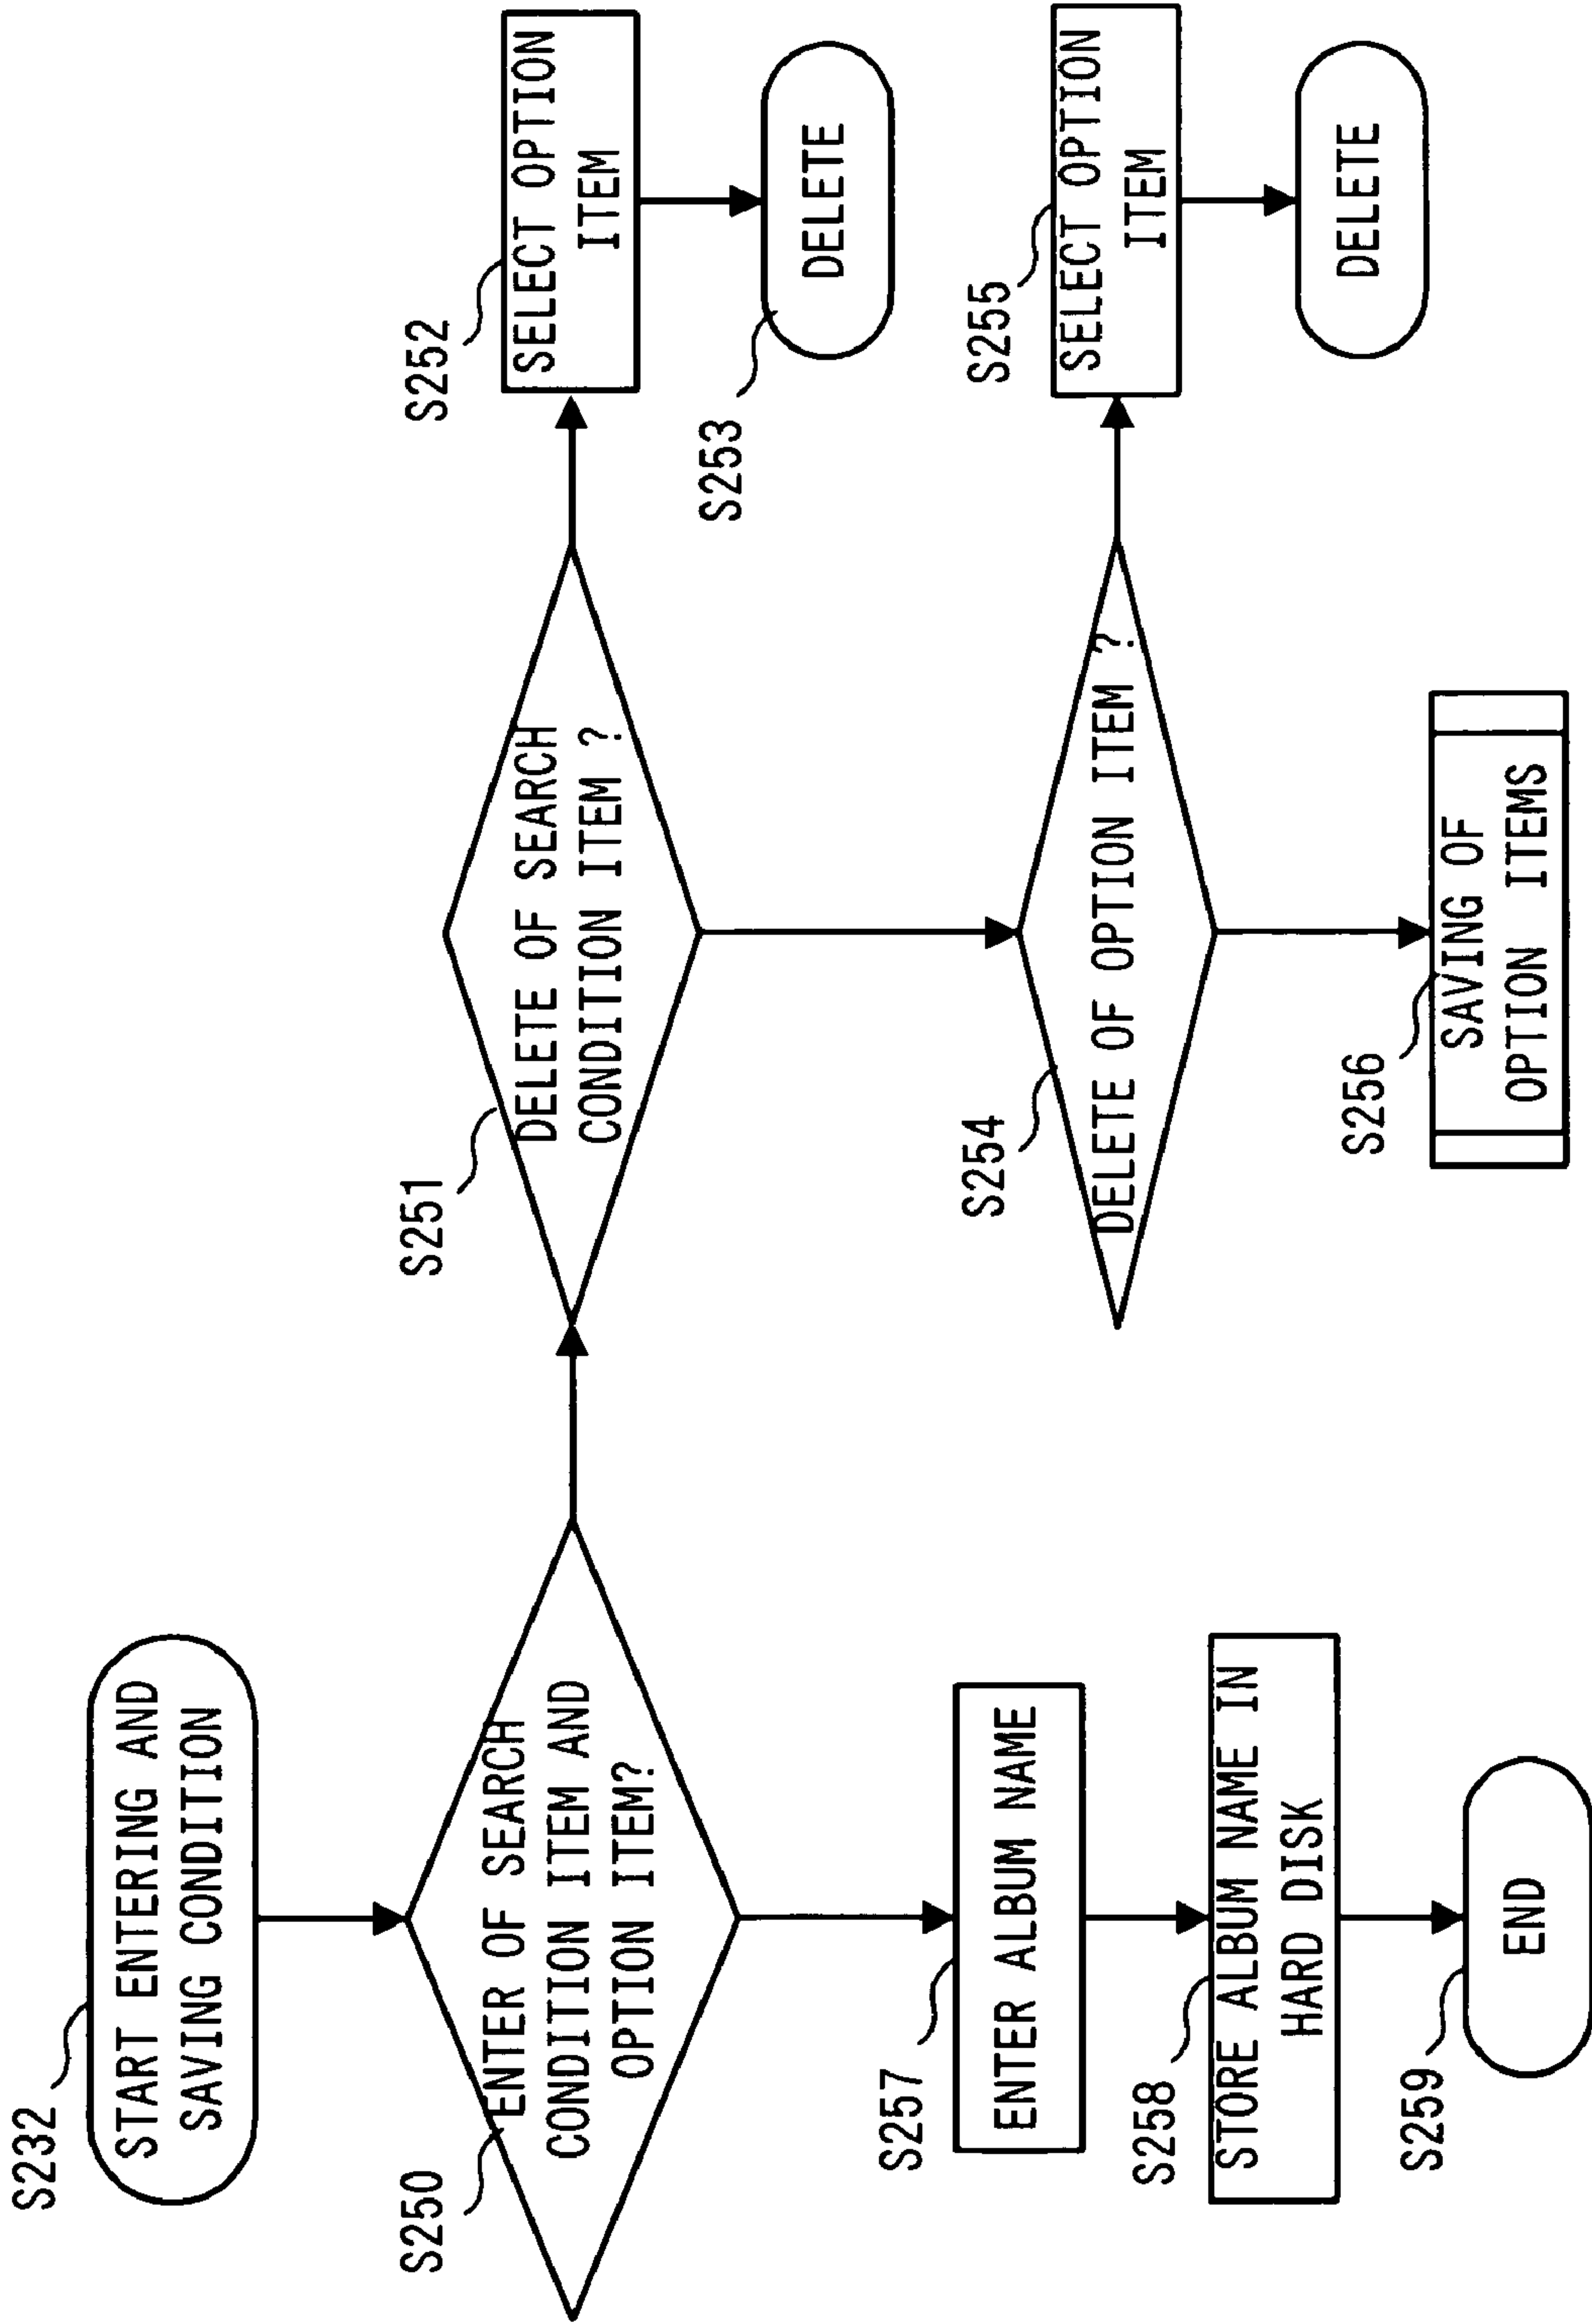 S232
START ENTERING AND
SAVING CONDITION
S250
ENTER OF SEARCH
CONDITION ITEM AND
OPTION ITEM?
S251
DELETE OF SEARCH
CONDITION ITEM ?
S252
SELECT OPTION
ITEM
S253
DELETE
S254
DELETE OF OPTION ITEM ?
S255
SELECT OPTION
ITEM
DELETE
S256
SAVING OF
OPTION ITEMS
S257
ENTER ALBUM NAME
S258
STORE ALBUM NAME IN
HARD DISK
S259
END